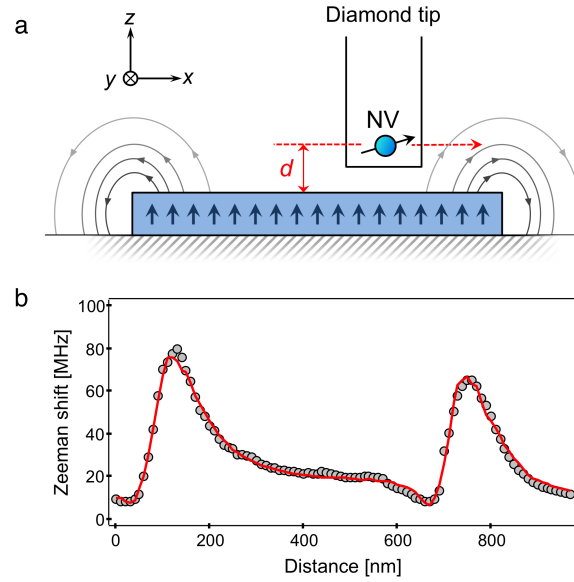 a
Diamond tip
z
y
x
NV
d
b
Zeeman shift [MHz]
100
80
60
40
20
0
0
200
400
600
800
Distance [nm]